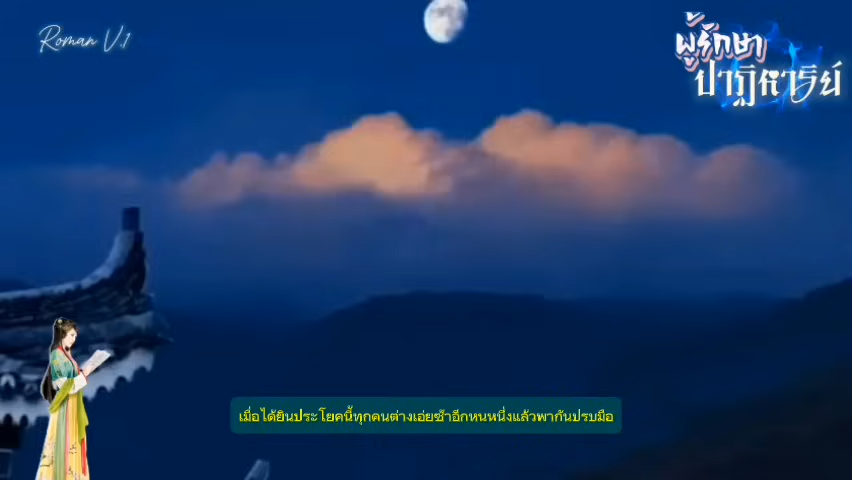 Roman V.1
ผู้รักษา
ปาฏิหาริย์
เมื่อได้ยินประโยคนี้ทุกคนต่างเอ่ยซ้ำอีกหนหนึ่งแล้วพากันปรบมือ